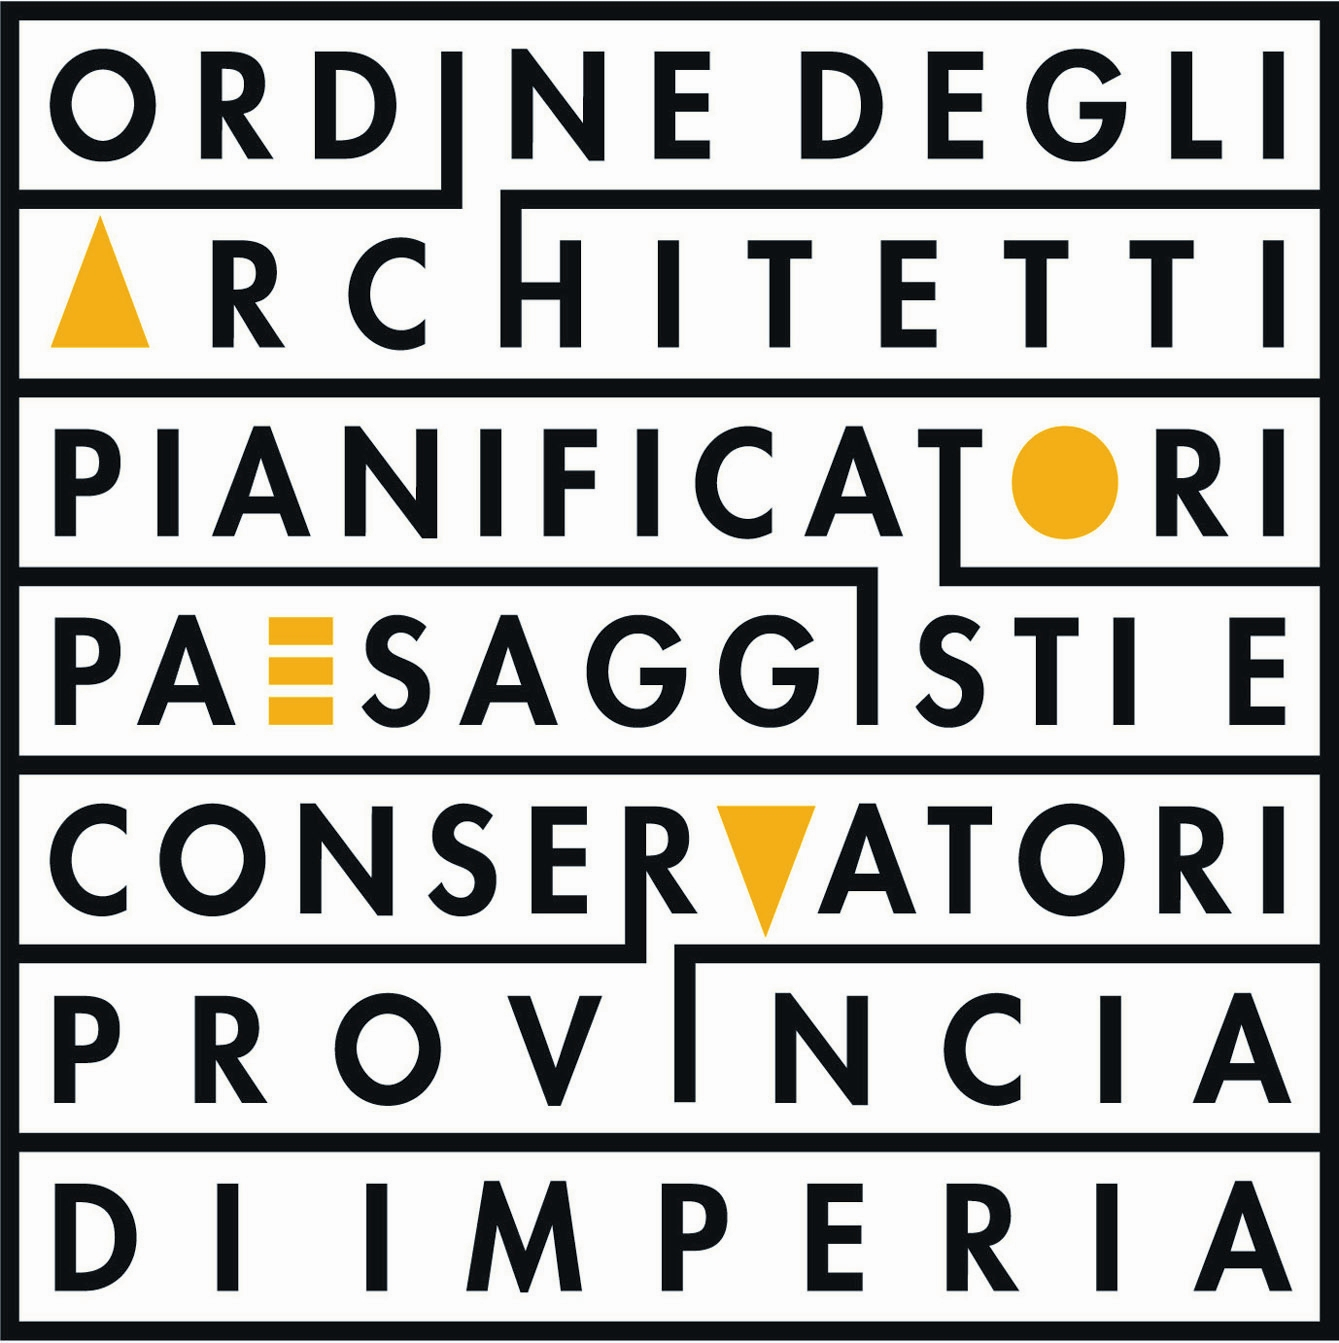 ORDINE DEGLI
ARCHITETTI
PIANIFICATORI
PAESAGGISTI E
CONSERVATORI
PROVINCIA
DI IMPERIA